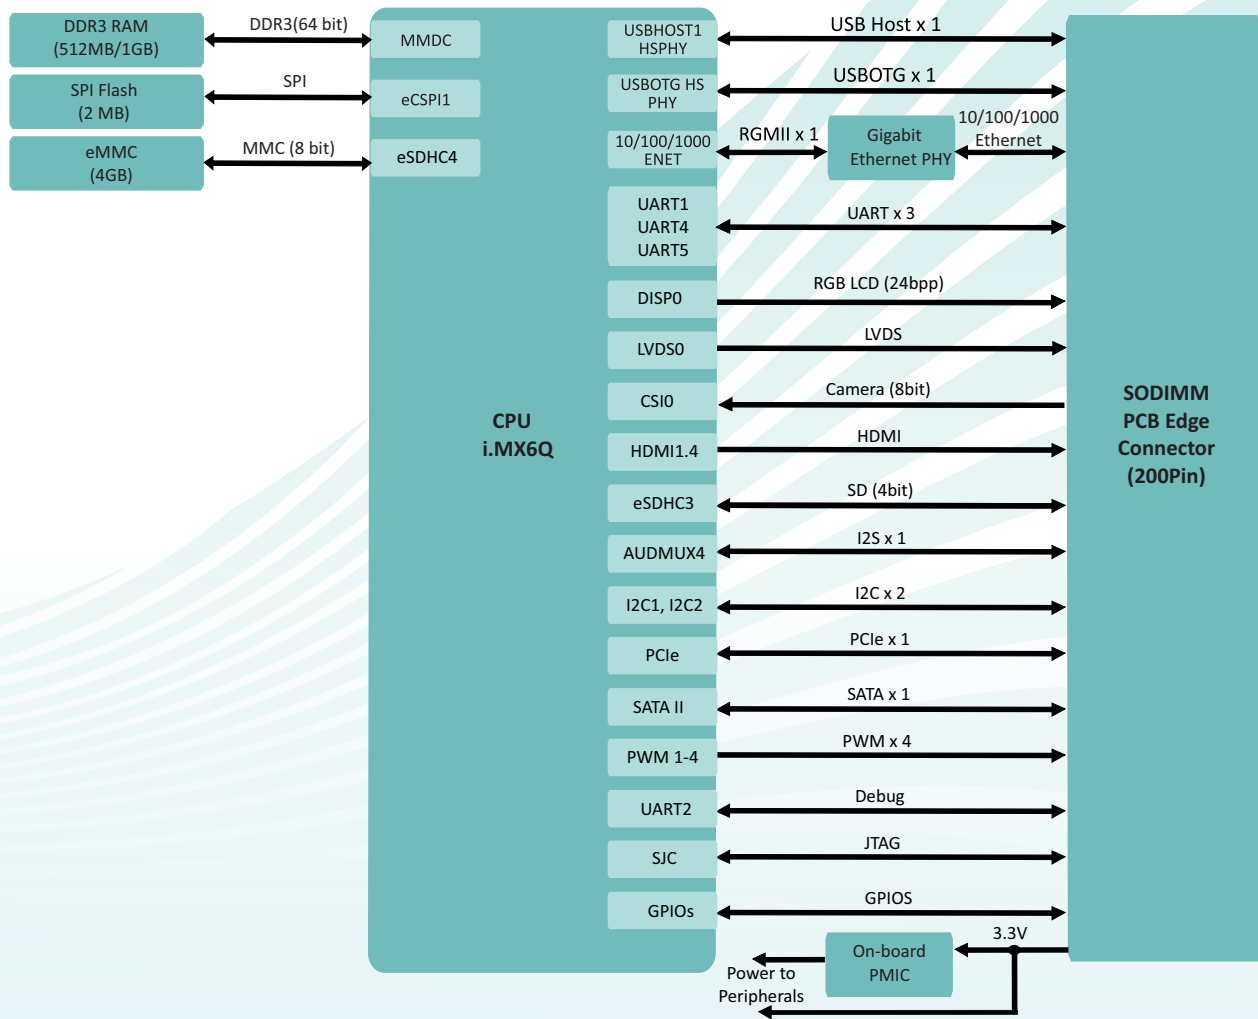 DDR3 RAM
(512MB/1GB)
DDR3(64 bit)
MMDC
SPI Flash
(2 MB)
SPI
eCSPI1
eMMC
(4GB)
MMC (8 bit)
eSDHC4
CPU
i.MX6Q
USBHOST1
HSPHY
USB Host x 1
USBOTG HS
PHY
USBOTG x 1
10/100/1000
ENET
RGMII x 1
Gigabit
Ethernet PHY
10/100/1000
Ethernet
UART1
UART4
UART5
UART x 3
DISP0
RGB LCD (24bpp)
LVDS0
LVDS
CSI0
Camera (8bit)
HDMI1.4
HDMI
eSDHC3
SD (4bit)
AUDMUX4
I2S x 1
I2C1, I2C2
I2C x 2
PCIe
PCIe x 1
SATA II
SATA x 1
PWM 1-4
PWM x 4
UART2
Debug
SJC
JTAG
GPIOs
GPIOS
SODIMM
PCB Edge
Connector
(200Pin)
3.3V
On-board
PMIC
Power to
Peripherals